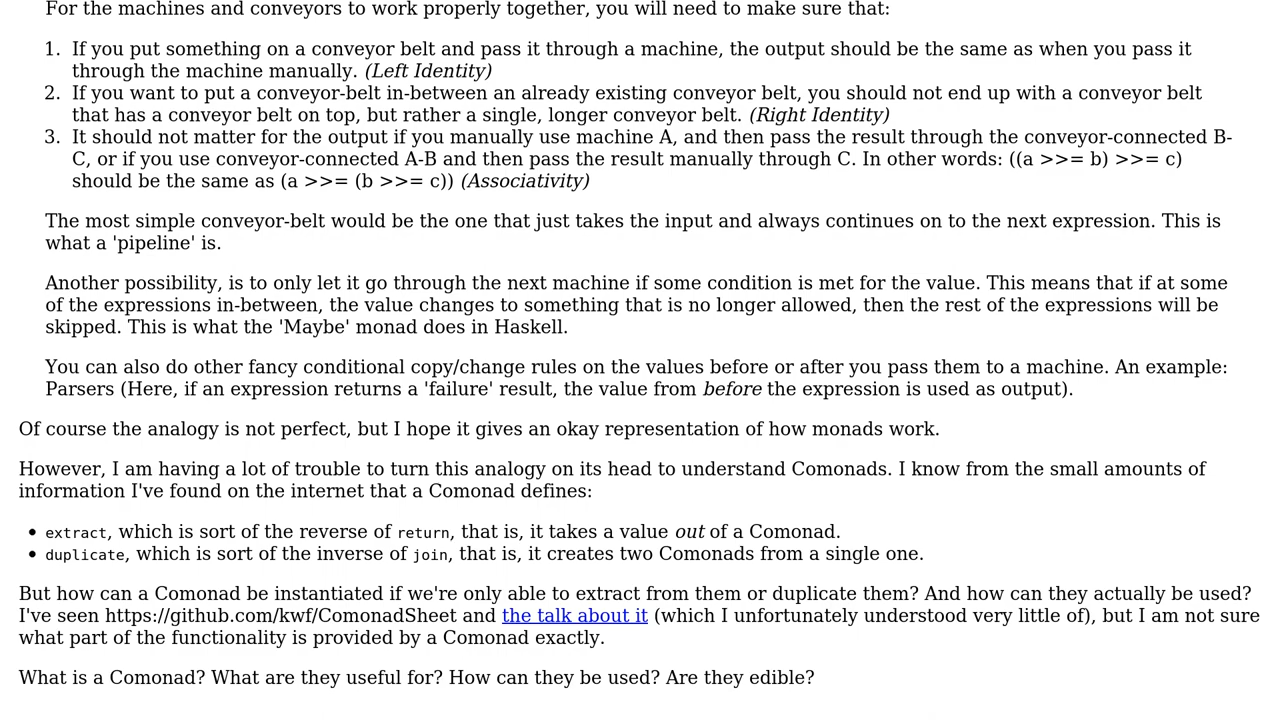 For the machines and conveyors to work properly together, you will need to make sure that:
1. If you put something on a conveyor belt and pass it through a machine, the output should be the same as when you pass it
through the machine manually. (Left Identity)
2. If you want to put a conveyor-belt in-between an already existing conveyor belt, you should not end up with a conveyor belt
that has a conveyor belt on top, but rather a single, longer conveyor belt. (Right Identity)
3. It should not matter for the output if you manually use machine A, and then pass the result through the conveyor-connected B-
C, or if you use conveyor-connected A-B and then pass the result manually through C. In other words: ((a >>= b) >>= c)
should be the same as (a >>= (b >>= c)) (Associativity)
The most simple conveyor-belt would be the one that just takes the input and always continues on to the next expression. This is
what a 'pipeline' is.
Another possibility, is to only let it go through the next machine if some condition is met for the value. This means that if at some
of the expressions in-between, the value changes to something that is no longer allowed, then the rest of the expressions will be
skipped. This is what the 'Maybe' monad does in Haskell.
You can also do other fancy conditional copy/change rules on the values before or after you pass them to a machine. An example:
Parsers (Here, if an expression returns a 'failure' result, the value from before the expression is used as output).
Of course the analogy is not perfect, but I hope it gives an okay representation of how monads work.
However, I am having a lot of trouble to turn this analogy on its head to understand Comonads. I know from the small amounts of
information I've found on the internet that a Comonad defines:
• extract, which is sort of the reverse of return, that is, it takes a value out of a Comonad.
• duplicate, which is sort of the inverse of join, that is, it creates two Comonads from a single one.
But how can a Comonad be instantiated if we're only able to extract from them or duplicate them? And how can they actually be used?
I've seen https://github.com/kwf/ComonadSheet and the talk about it (which I unfortunately understood very little of), but I am not sure
what part of the functionality is provided by a Comonad exactly.
What is a Comonad? What are they useful for? How can they be used? Are they edible?